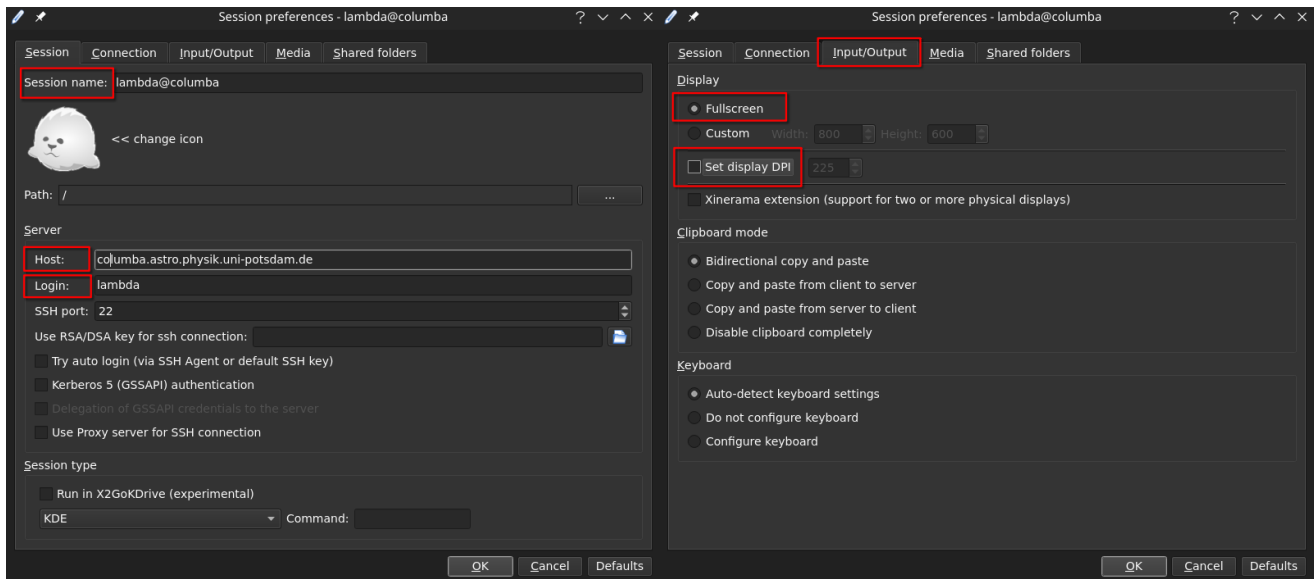 Session preferences - lambda@columba
Session Connection Input/Output Media Shared folders
Session name: lambda@columba
<< change icon
Path: / ...
Server
Host: columba.astro.physik.uni-potsdam.de
Login: lambda
SSH port: 22
Use RSA/DSA key for ssh connection:
Try auto login (via SSH Agent or default SSH key)
Kerberos 5 (GSSAPI) authentication
Delegation of GSSAPI credentials to the server
Use Proxy server for SSH connection
Session type
Run in X2GoKDrive (experimental)
KDE Command:
OK Cancel Defaults
Session preferences - lambda@columba
Session Connection Input/Output Media Shared folders
Display
Fullscreen
Custom Width: 800 Height: 600
Set display DPI 225
Xinerama extension (support for two or more physical displays)
Clipboard mode
Bidirectional copy and paste
Copy and paste from client to server
Copy and paste from server to client
Disable clipboard completely
Keyboard
Auto-detect keyboard settings
Do not configure keyboard
Configure keyboard
OK Cancel Defaults